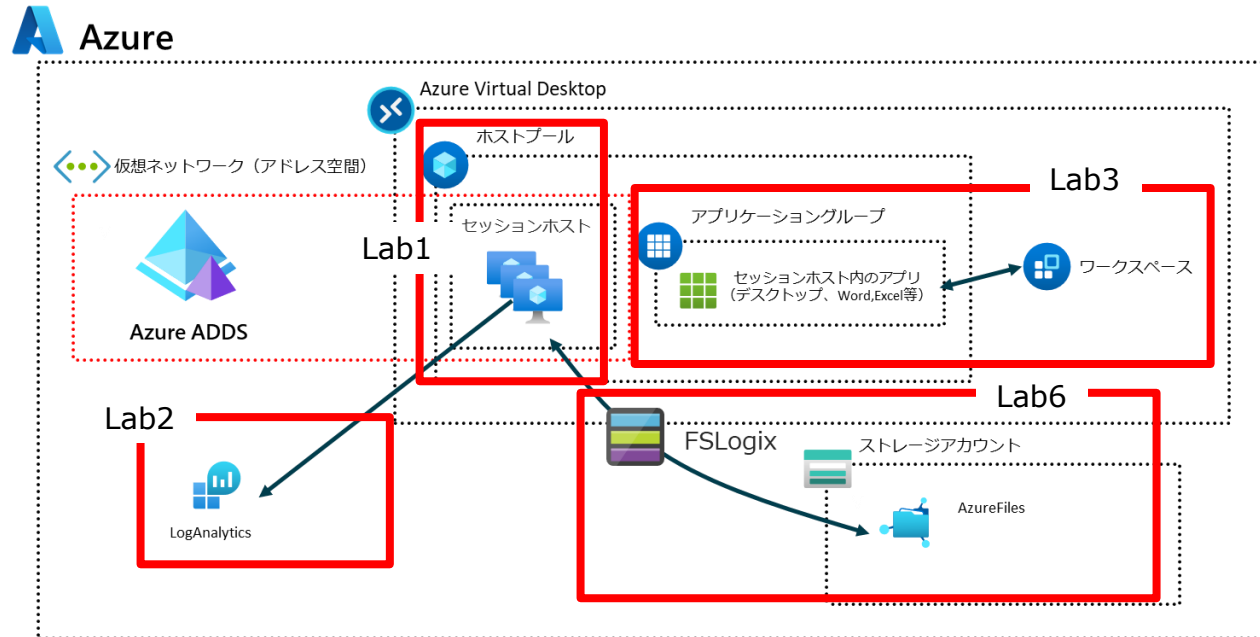 Azure
Azure Virtual Desktop
ホストプール
仮想ネットワーク（アドレス空間）
Lab3
アプリケーショングループ
セッションホスト
Lab1
セッションホスト内のアプリ
（デスクトップ、Word,Excel等）
ワークスペース
Azure ADDS
Lab6
Lab2
FSLogix
ストレージアカウント
AzureFiles
LogAnalytics